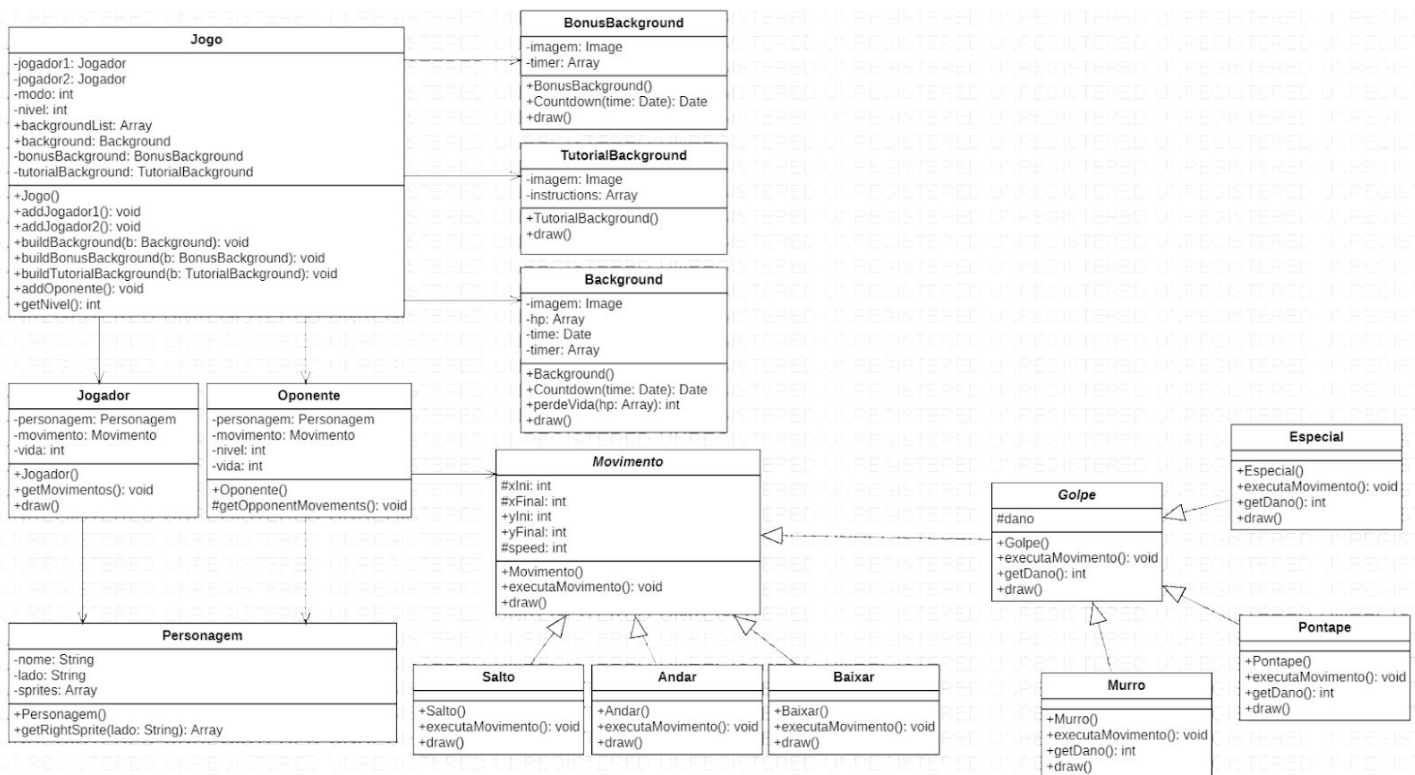 Jogo
-jogador1: Jogador
-jogador2: Jogador
-modo: int
-nivel: int
+backgroundList: Array
+background: Background
-bonusBackground: BonusBackground
-tutorialBackground: TutorialBackground
+Jogo()
+addJogador1(): void
+addJogador2(): void
+buildBackground(b: Background): void
+buildBonusBackground(b: BonusBackground): void
+buildTutorialBackground(b: TutorialBackground): void
+addOponente(): void
+getNivel(): int
BonusBackground
-imagem: Image
-timer: Array
+BonusBackground()
+Countdown(time: Date): Date
+draw()
TutorialBackground
-imagem: Image
-instructions: Array
+TutorialBackground()
+draw()
Background
-imagem: Image
-hp: Array
-time: Date
-timer: Array
+Background()
+Countdown(time: Date): Date
+perdeVida(hp: Array): int
+draw()
Jogador
-personagem: Personagem
-movimento: Movimento
-vida: int
+Jogador()
+getMovimentos(): void
+draw()
Oponente
-personagem: Personagem
-movimento: Movimento
-nivel: int
-vida: int
+Oponente()
#getOpponentMovements(): void
Movimento
#xIni: int
#xFinal: int
+yIni: int
+yFinal: int
#speed: int
+Movimento()
+executaMovimento(): void
+draw()
Golpe
#dano
+Golpe()
+executaMovimento(): void
+getDano(): int
+draw()
Especial
+Especial()
+executaMovimento(): void
+getDano(): int
+draw()
Personagem
-nome: String
-lado: String
-sprites: Array
+Personagem()
+getRightSprite(lado: String): Array
Salto
+Salto()
+executaMovimento(): void
+draw()
Andar
+Andar()
+executaMovimento(): void
+draw()
Baixar
+Baixar()
+executaMovimento(): void
+draw()
Murro
+Murro()
+executaMovimento(): void
+getDano(): int
+draw()
Pontape
+Pontape()
+executaMovimento(): void
+getDano(): int
+draw()